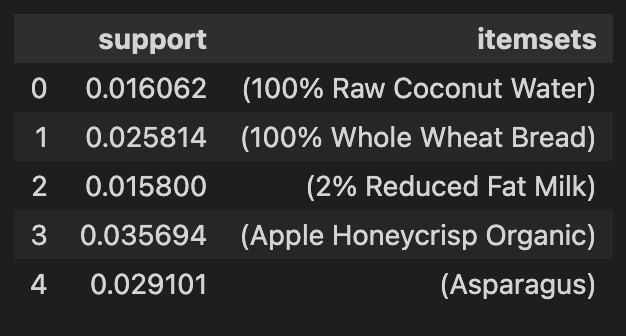 support itemsets
0 0.016062 (100% Raw Coconut Water)
1 0.025814 (100% Whole Wheat Bread)
2 0.015800 (2% Reduced Fat Milk)
3 0.035694 (Apple Honeycrisp Organic)
4 0.029101 (Asparagus)